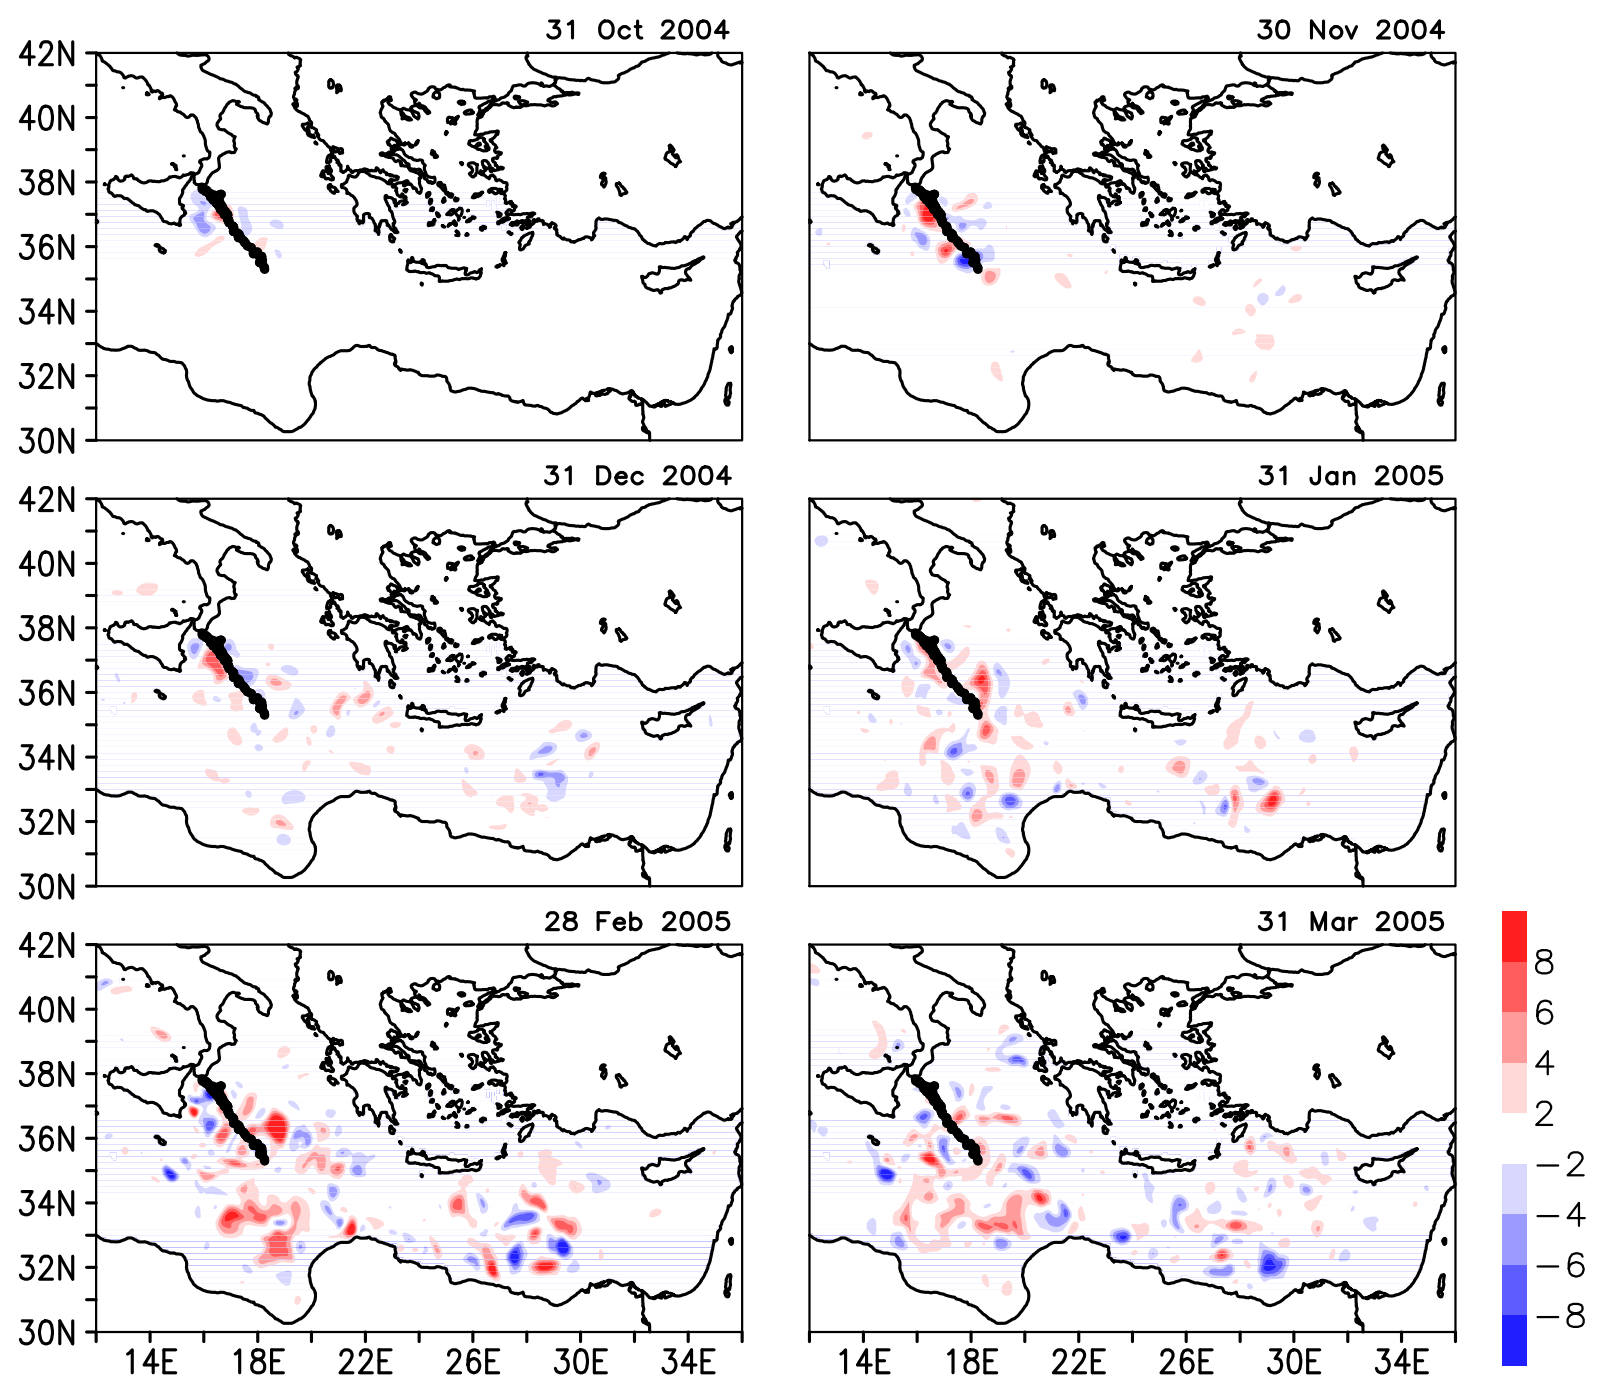 31 Oct 2004
30 Nov 2004
42N
40N
38N
36N
34N
32N
30N
31 Dec 2004
31 Jan 2005
42N
40N
38N
36N
34N
32N
30N
28 Feb 2005
31 Mar 2005
42N
40N
38N
36N
34N
32N
30N
14E 18E 22E 26E 30E 34E
14E 18E 22E 26E 30E 34E
8
6
4
2
−2
−4
−6
−8